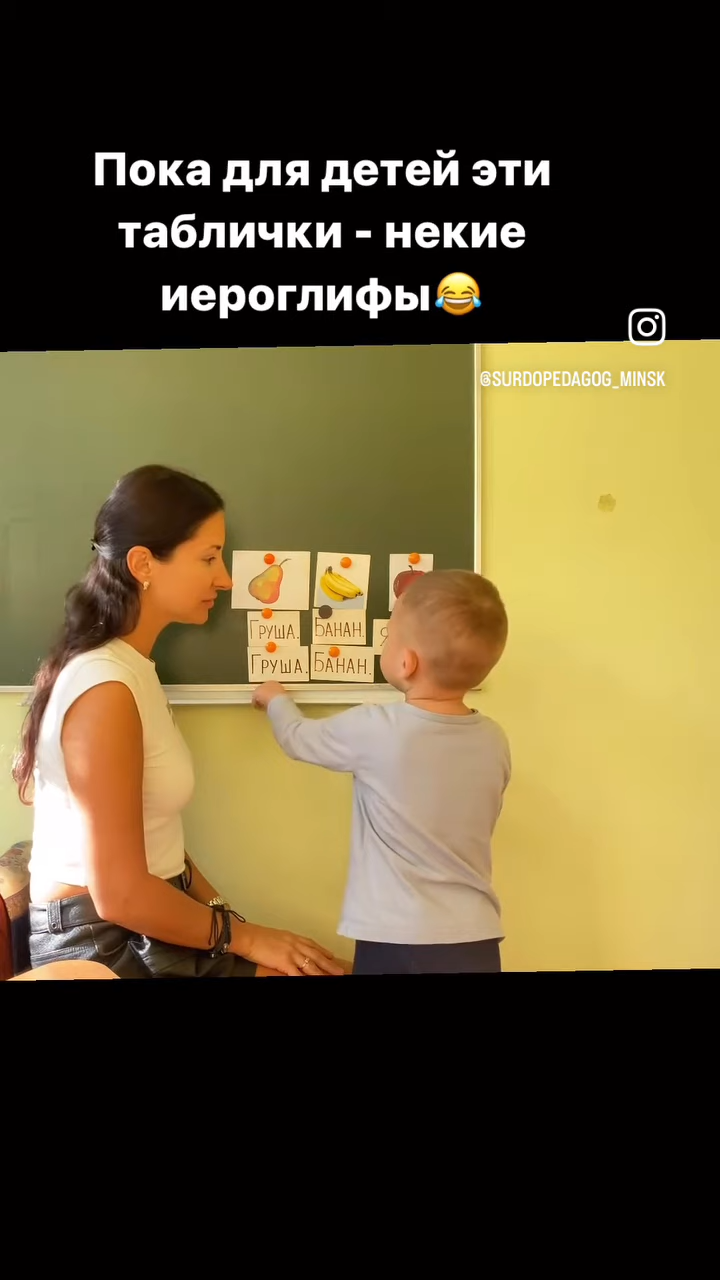 Пока для детей эти
таблички - некие
иероглифы😂
@SURDOPEDAGOG_MINSK
ГРУША. БАНАН.
ГРУША. БАНАН.